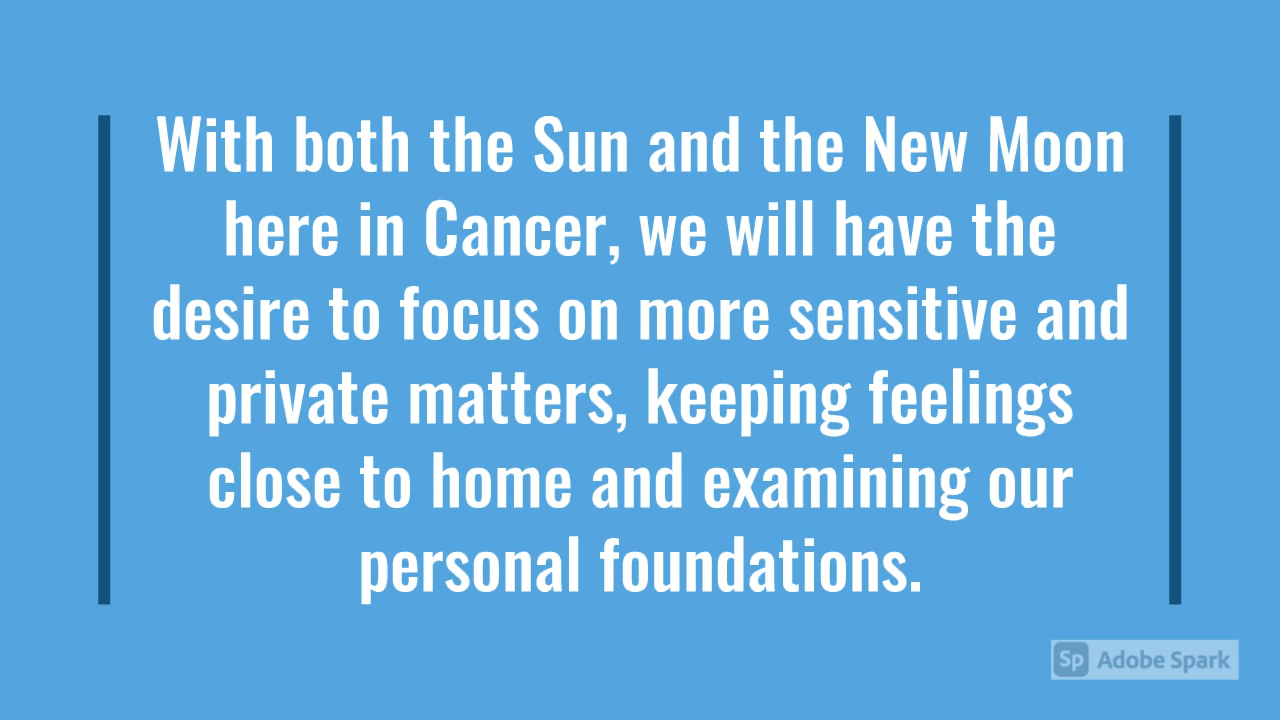 With both the Sun and the New Moon
here in Cancer, we will have the
desire to focus on more sensitive and
private matters, keeping feelings
close to home and examining our
personal foundations.
Sp Adobe Spark